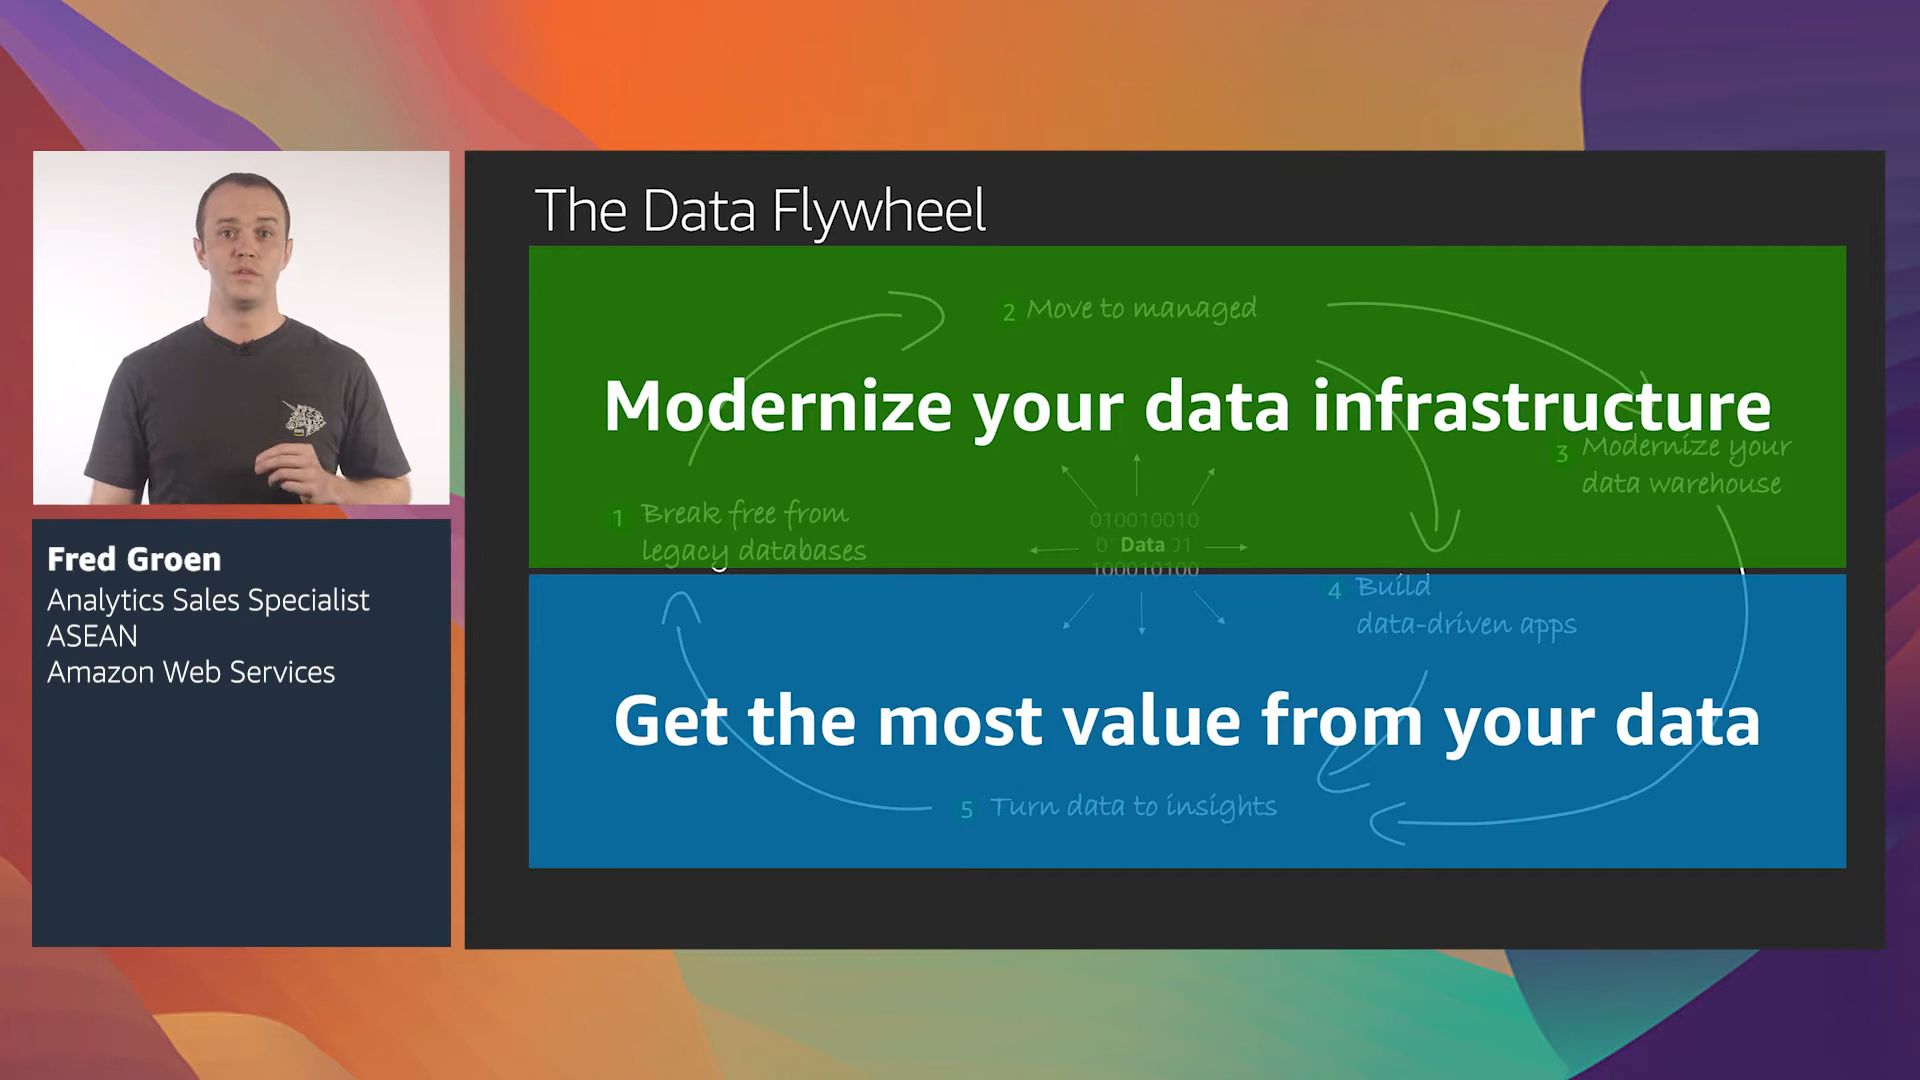 The Data Flywheel
2 Move to managed
Modernize your data infrastructure
3 Modernize your
data warehouse
1 Break free from
legacy databases
010010010
Data
100010100
4 Build
data-driven apps
Get the most value from your data
5 Turn data to insights
Fred Groen
Analytics Sales Specialist
ASEAN
Amazon Web Services
aws